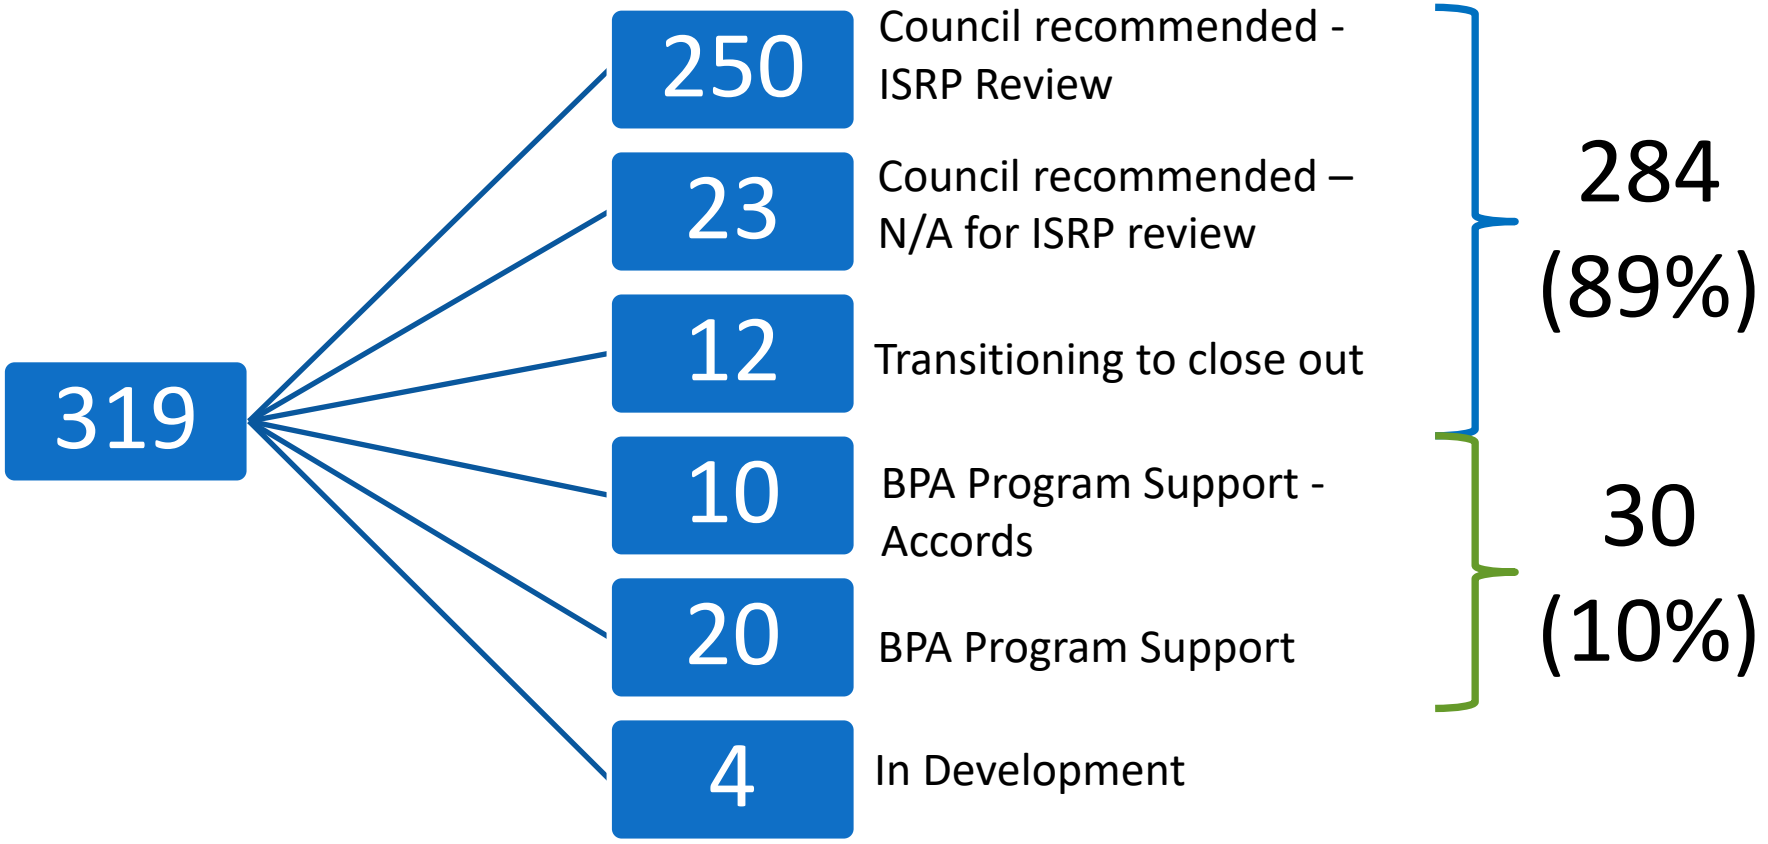 319
250
Council recommended -
ISRP Review
23
Council recommended –
N/A for ISRP review
12
Transitioning to close out
10
BPA Program Support -
Accords
20
BPA Program Support
4
In Development
284
(89%)
30
(10%)